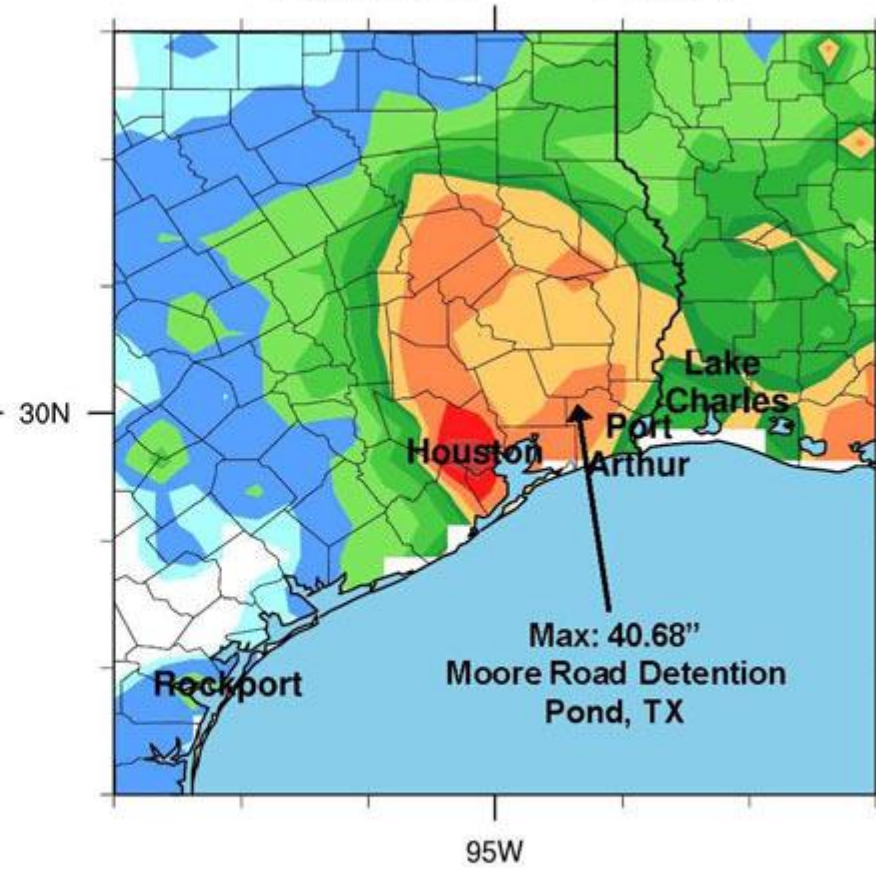 Lake
Charles
30N
Port
Houston
Arthur
Max: 40.68”
Moore Road Detention
Pond, TX
Rockport
95W